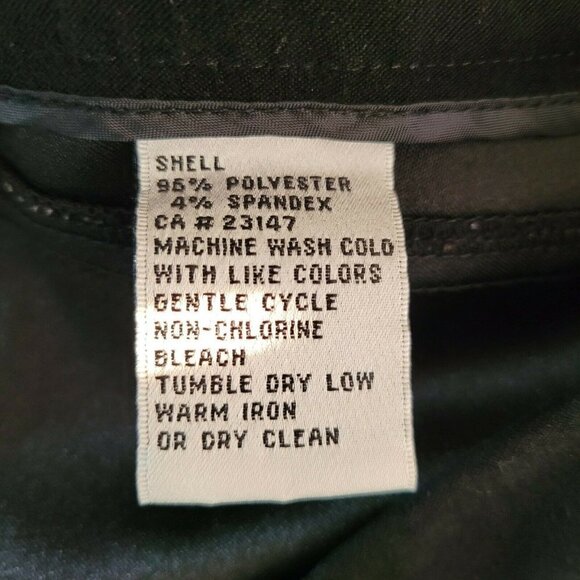 SHELL
96% POLYESTER
4% SPANDEX
CA # 23147
MACHINE WASH COLD
WITH LIKE COLORS
GENTLE CYCLE
NON-CHLORINE
BLEACH
TUMBLE DRY LOW
WARM IRON
OR DRY CLEAN